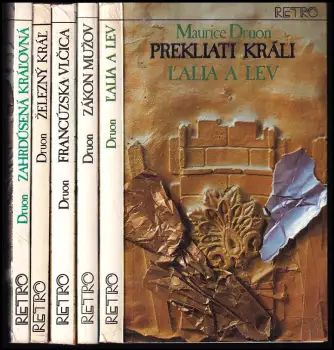 Druon ZAHRDÚSENÁ KRÁĽOVNÁ
RETRO
Druon ŽELEZNÝ KRÁĽ
RETRO
Druon FRANCÚZSKA VLČICA
RETRO
Druon ZÁKON MUŽOV
RETRO
Druon ĽALIA A LEV
RETRO
RETRO
Maurice Druon
PREKLIATI KRÁLI
ĽALIA A LEV